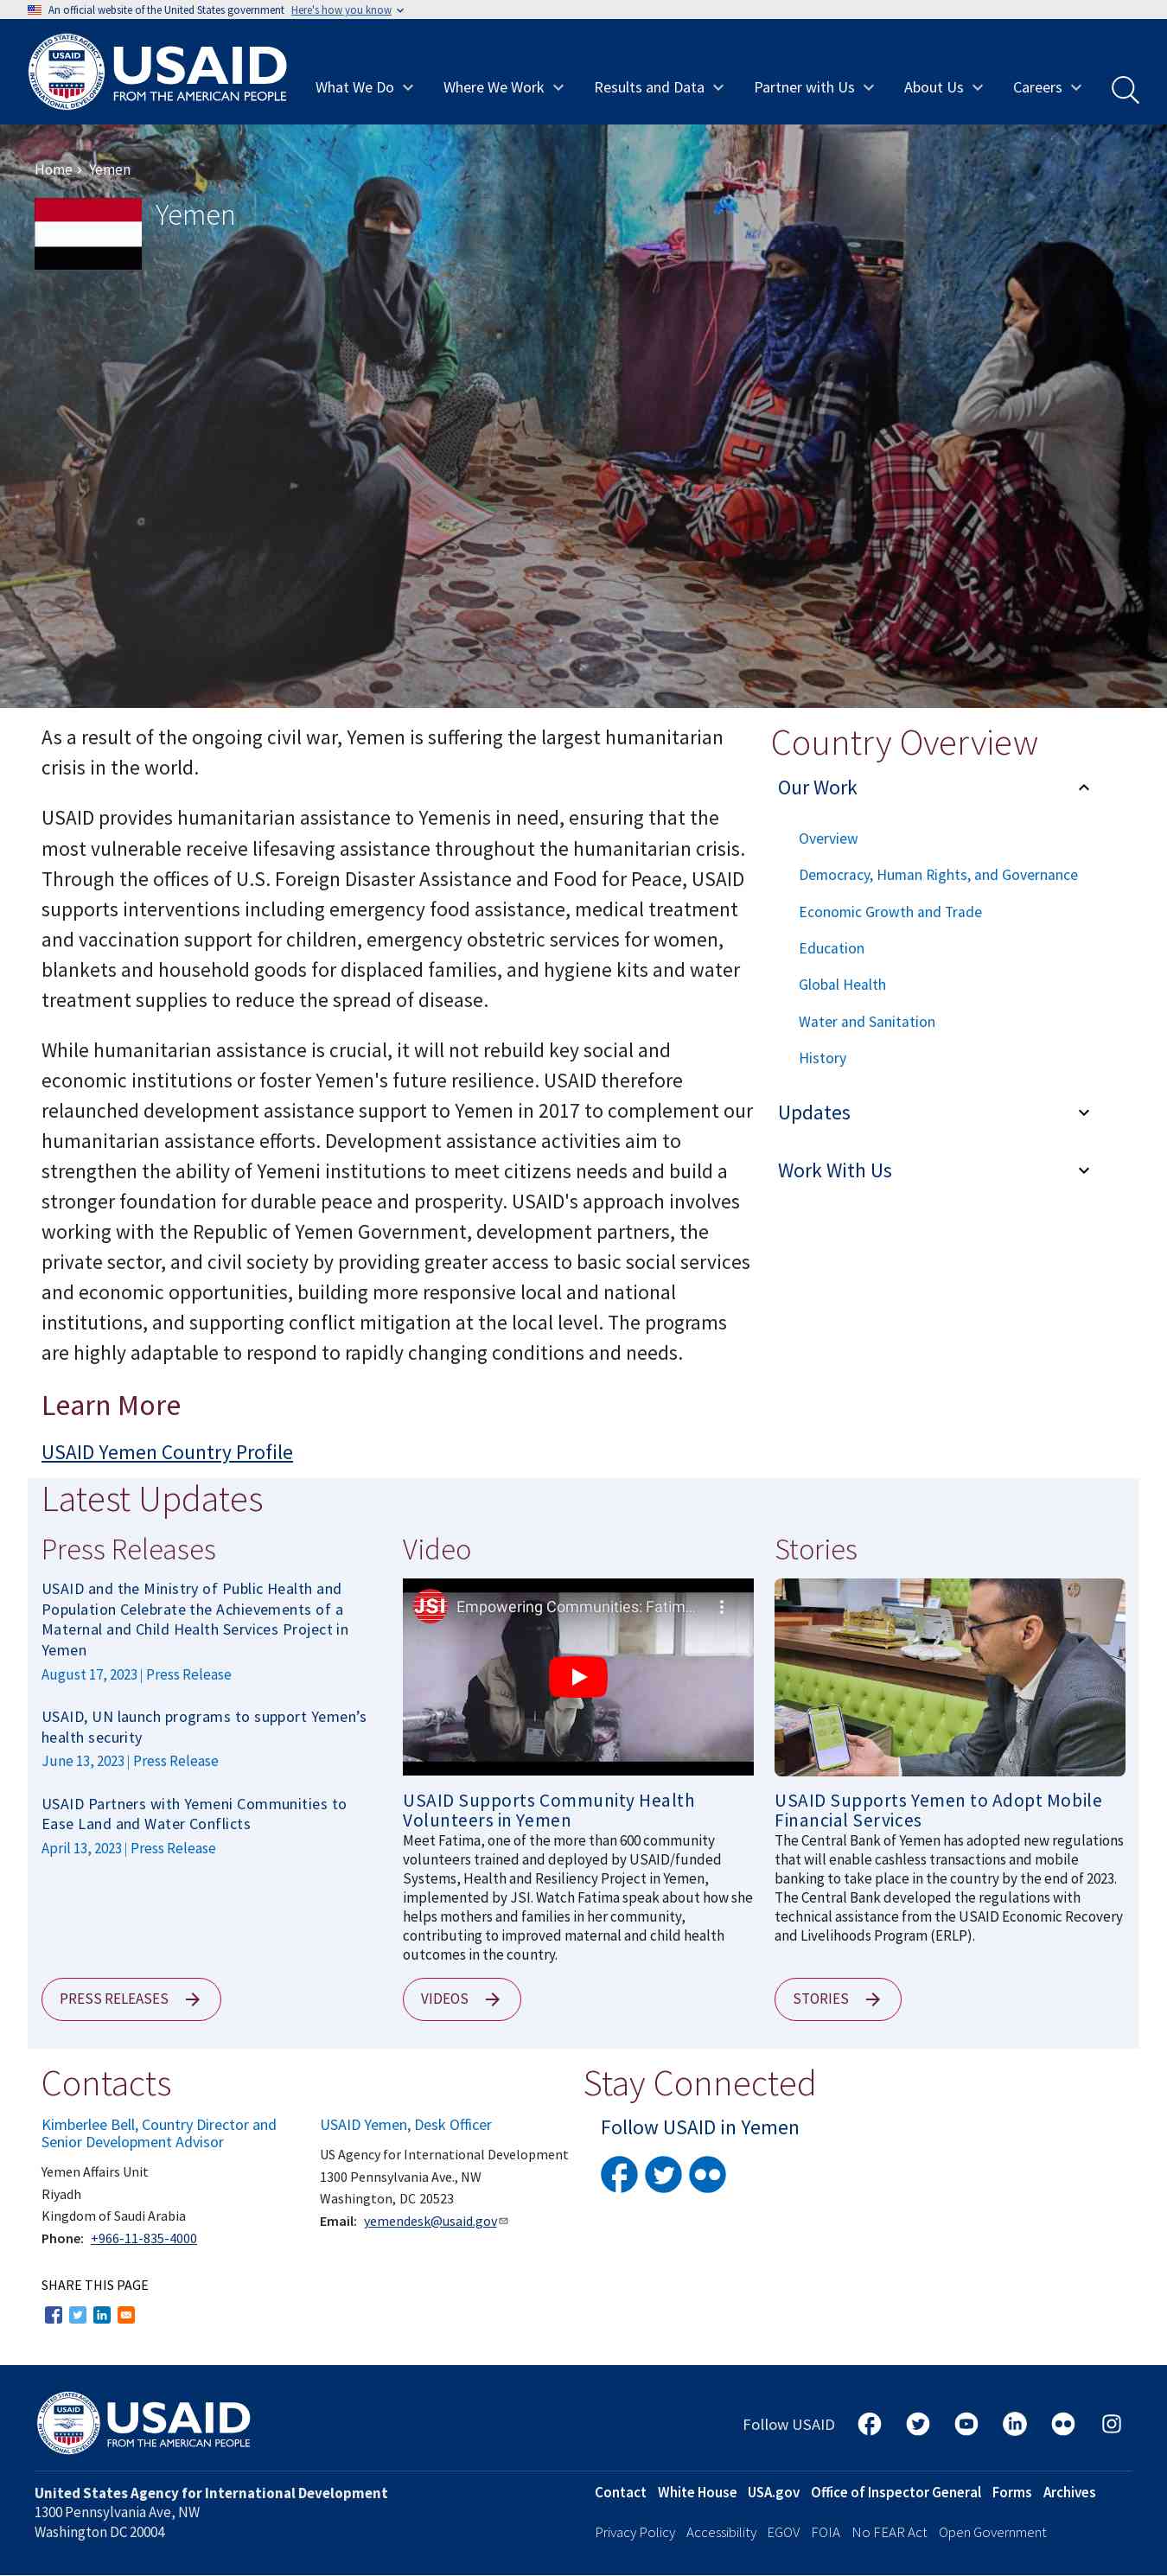 An official website of the United States government Here's how you know
USAID
USAID
FROM THE AMERICAN PEOPLE
What We Do
Where We Work
Results and Data
Partner with Us
About Us
Careers
Home › Yemen
Yemen
As a result of the ongoing civil war, Yemen is suffering the largest humanitarian
crisis in the world.
USAID provides humanitarian assistance to Yemenis in need, ensuring that the
most vulnerable receive lifesaving assistance throughout the humanitarian crisis.
Through the offices of U.S. Foreign Disaster Assistance and Food for Peace, USAID
supports interventions including emergency food assistance, medical treatment
and vaccination support for children, emergency obstetric services for women,
blankets and household goods for displaced families, and hygiene kits and water
treatment supplies to reduce the spread of disease.
While humanitarian assistance is crucial, it will not rebuild key social and
economic institutions or foster Yemen's future resilience. USAID therefore
relaunched development assistance support to Yemen in 2017 to complement our
humanitarian assistance efforts. Development assistance activities aim to
strengthen the ability of Yemeni institutions to meet citizens needs and build a
stronger foundation for durable peace and prosperity. USAID's approach involves
working with the Republic of Yemen Government, development partners, the
private sector, and civil society by providing greater access to basic social services
and economic opportunities, building more responsive local and national
institutions, and supporting conflict mitigation at the local level. The programs
are highly adaptable to respond to rapidly changing conditions and needs.
Learn More
USAID Yemen Country Profile
Country Overview
Our Work
Overview
Democracy, Human Rights, and Governance
Economic Growth and Trade
Education
Global Health
Water and Sanitation
History
Updates
Work With Us
Latest Updates
Press Releases
USAID and the Ministry of Public Health and
Population Celebrate the Achievements of a
Maternal and Child Health Services Project in
Yemen
August 17, 2023 | Press Release
USAID, UN launch programs to support Yemen’s
health security
June 13, 2023 | Press Release
USAID Partners with Yemeni Communities to
Ease Land and Water Conflicts
April 13, 2023 | Press Release
PRESS RELEASES
Video
JSI Empowering Communities: Fatim...
USAID Supports Community Health
Volunteers in Yemen
Meet Fatima, one of the more than 600 community
volunteers trained and deployed by USAID/funded
Systems, Health and Resiliency Project in Yemen,
implemented by JSI. Watch Fatima speak about how she
helps mothers and families in her community,
contributing to improved maternal and child health
outcomes in the country.
VIDEOS
Stories
USAID Supports Yemen to Adopt Mobile
Financial Services
The Central Bank of Yemen has adopted new regulations
that will enable cashless transactions and mobile
banking to take place in the country by the end of 2023.
The Central Bank developed the regulations with
technical assistance from the USAID Economic Recovery
and Livelihoods Program (ERLP).
STORIES
Contacts
Kimberlee Bell, Country Director and
Senior Development Advisor
Yemen Affairs Unit
Riyadh
Kingdom of Saudi Arabia
Phone: +966-11-835-4000
USAID Yemen, Desk Officer
US Agency for International Development
1300 Pennsylvania Ave., NW
Washington, DC 20523
Email: yemendesk@usaid.gov
Stay Connected
Follow USAID in Yemen
SHARE THIS PAGE
USAID
USAID
FROM THE AMERICAN PEOPLE
Follow USAID
United States Agency for International Development
1300 Pennsylvania Ave, NW
Washington DC 20004
Contact White House USA.gov Office of Inspector General Forms Archives
Privacy Policy Accessibility EGOV FOIA No FEAR Act Open Government